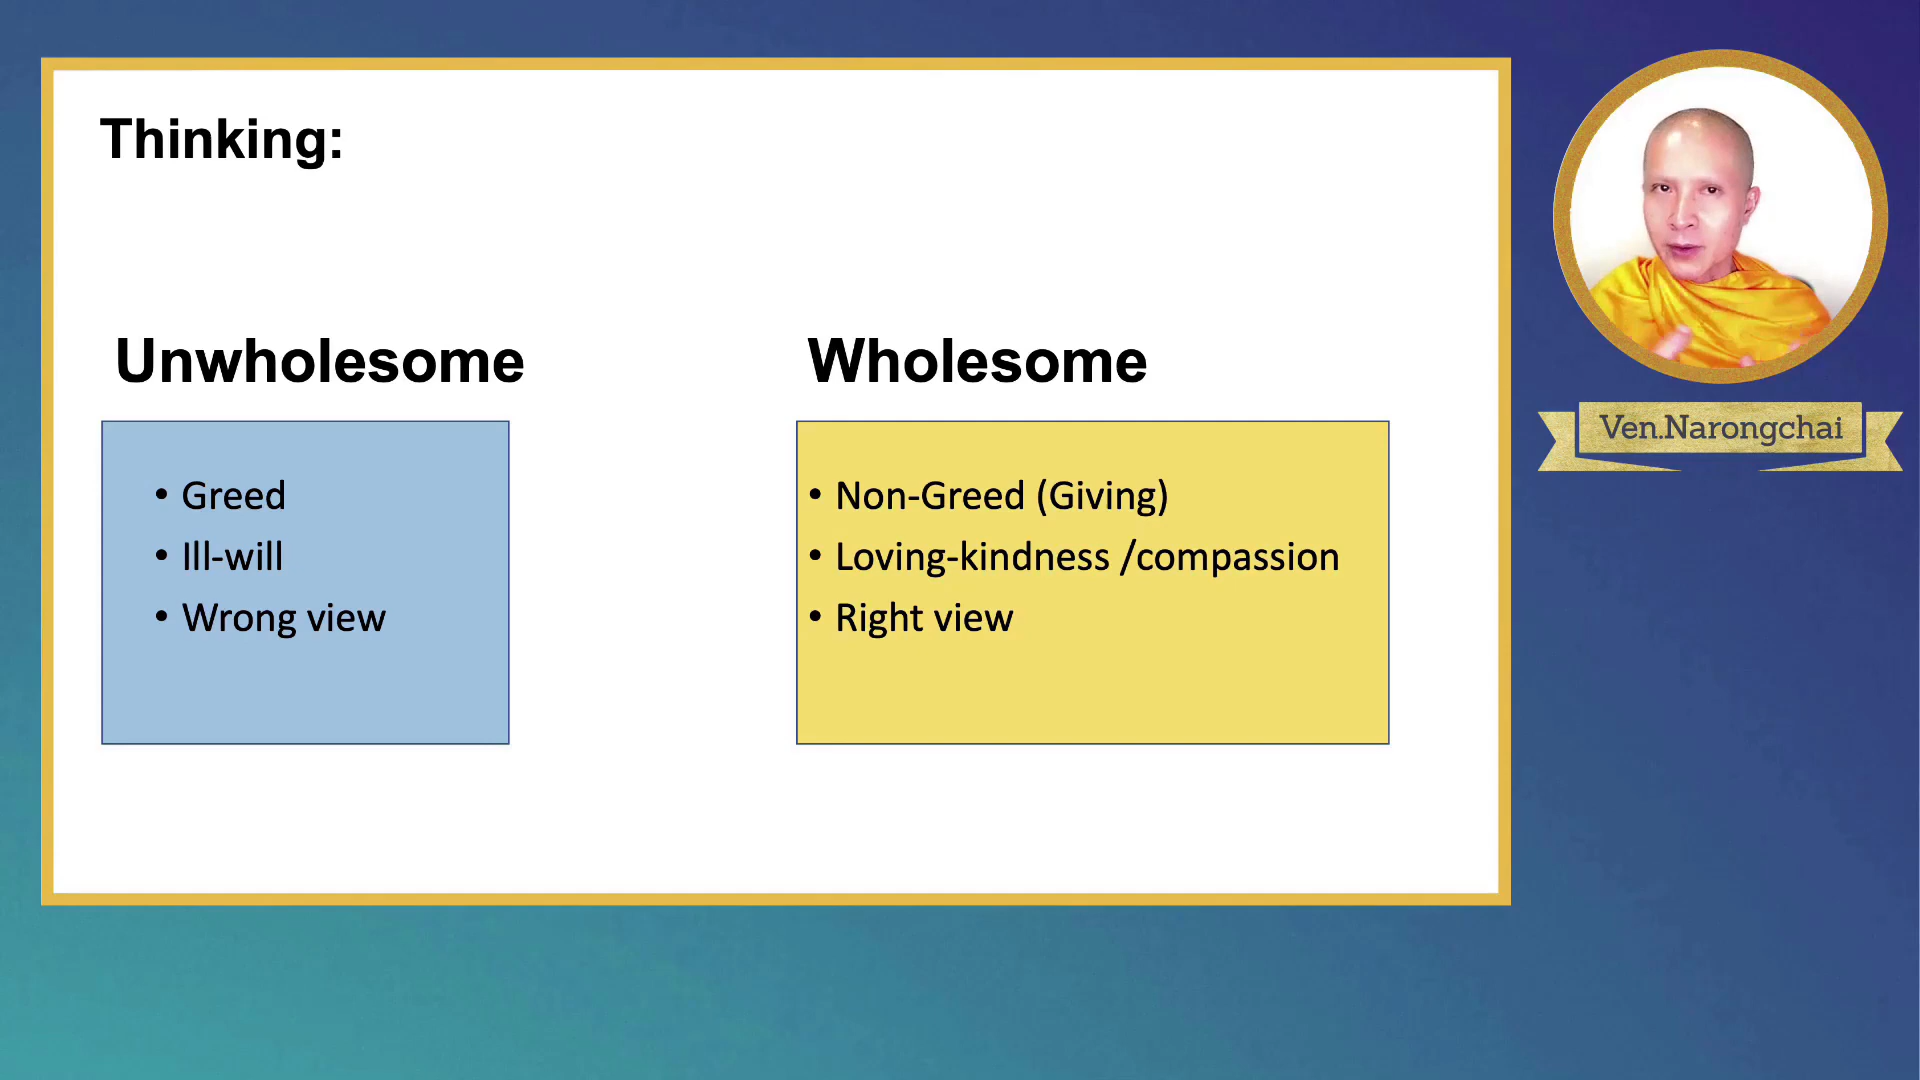 Thinking:
Unwholesome
• Greed
• Ill-will
• Wrong view
Wholesome
• Non-Greed (Giving)
• Loving-kindness /compassion
• Right view
Ven.Narongchai